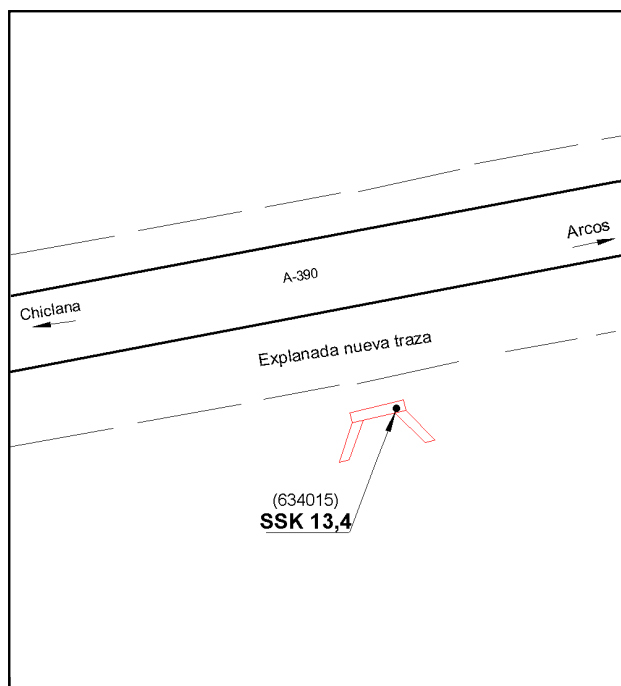 Arcos
A-390
Chiclana
Explanada nueva traza
(634015)
SSK 13,4